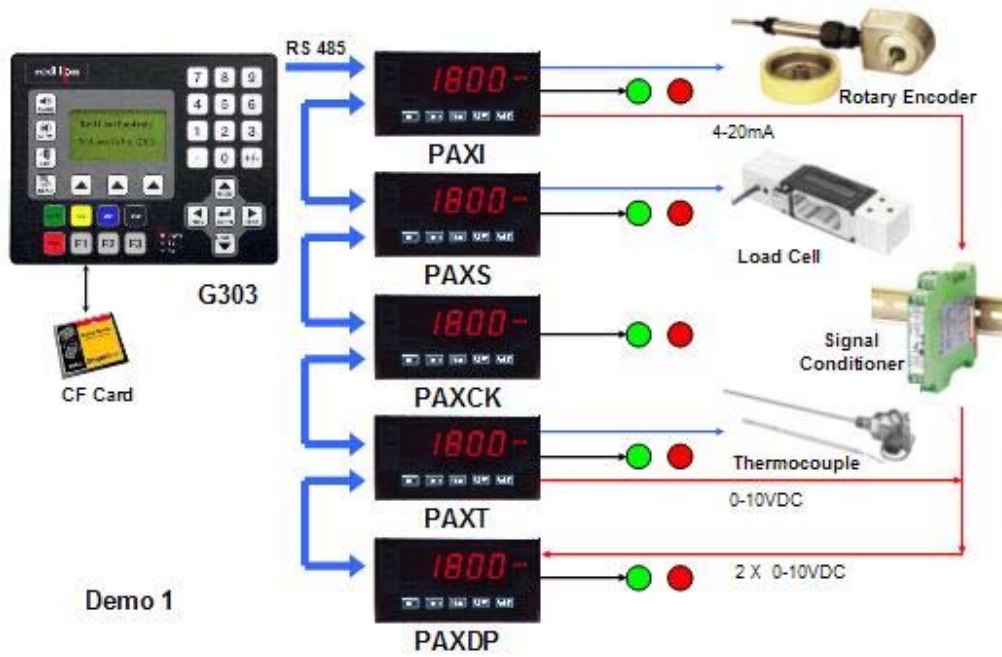 RS 485
red lion
7 8 9
4 5 6
1 2 3
0 +/-
F1 F2 F3
G303
CF Card
Demo 1
1800
PAXI
1800
PAXS
1800
PAXCK
1800
PAXT
1800
PAXDP
Rotary Encoder
4-20mA
Load Cell
Signal
Conditioner
Thermocouple
0-10VDC
2 X 0-10VDC